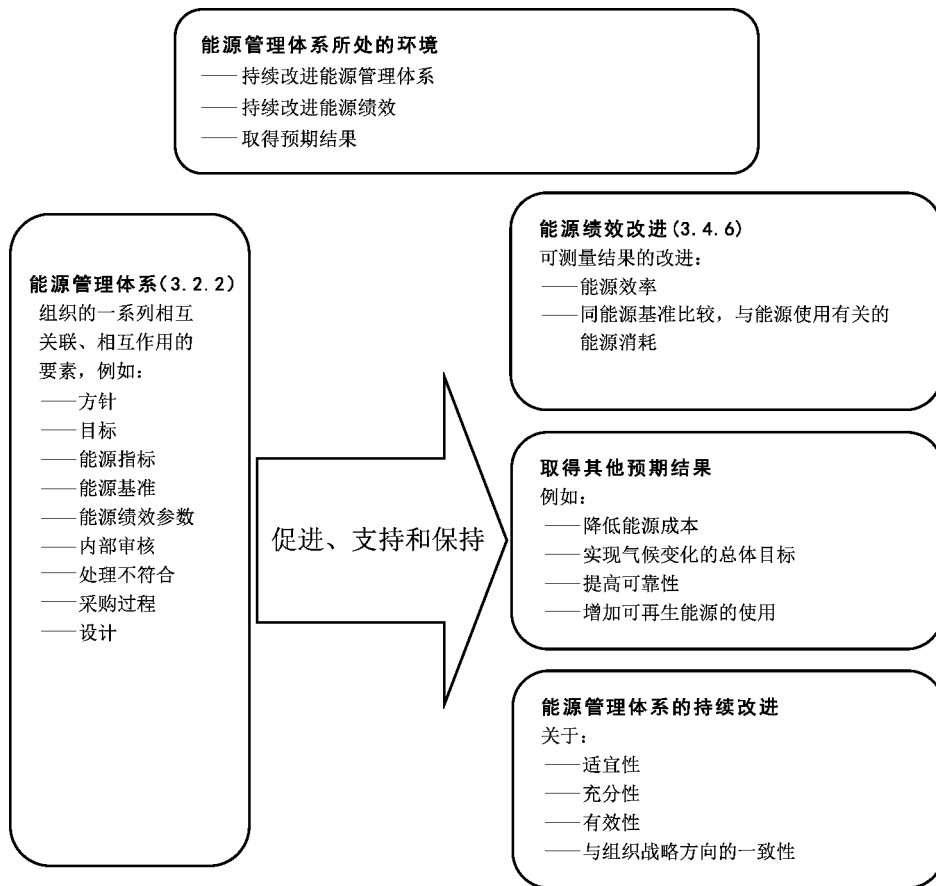 能源管理体系所处的环境
——持续改进能源管理体系
——持续改进能源绩效
——取得预期结果
能源管理体系(3.2.2)
组织的一系列相互
关联、相互作用的
要素，例如：
——方针
——目标
——能源指标
——能源基准
——能源绩效参数
——内部审核
——处理不符合
——采购过程
——设计
促进、支持和保持
能源绩效改进(3.4.6)
可测量结果的改进：
——能源效率
——同能源基准比较，与能源使用有关的
能源消耗
取得其他预期结果
例如：
——降低能源成本
——实现气候变化的总体目标
——提高可靠性
——增加可再生能源的使用
能源管理体系的持续改进
关于：
——适宜性
——充分性
——有效性
——与组织战略方向的一致性